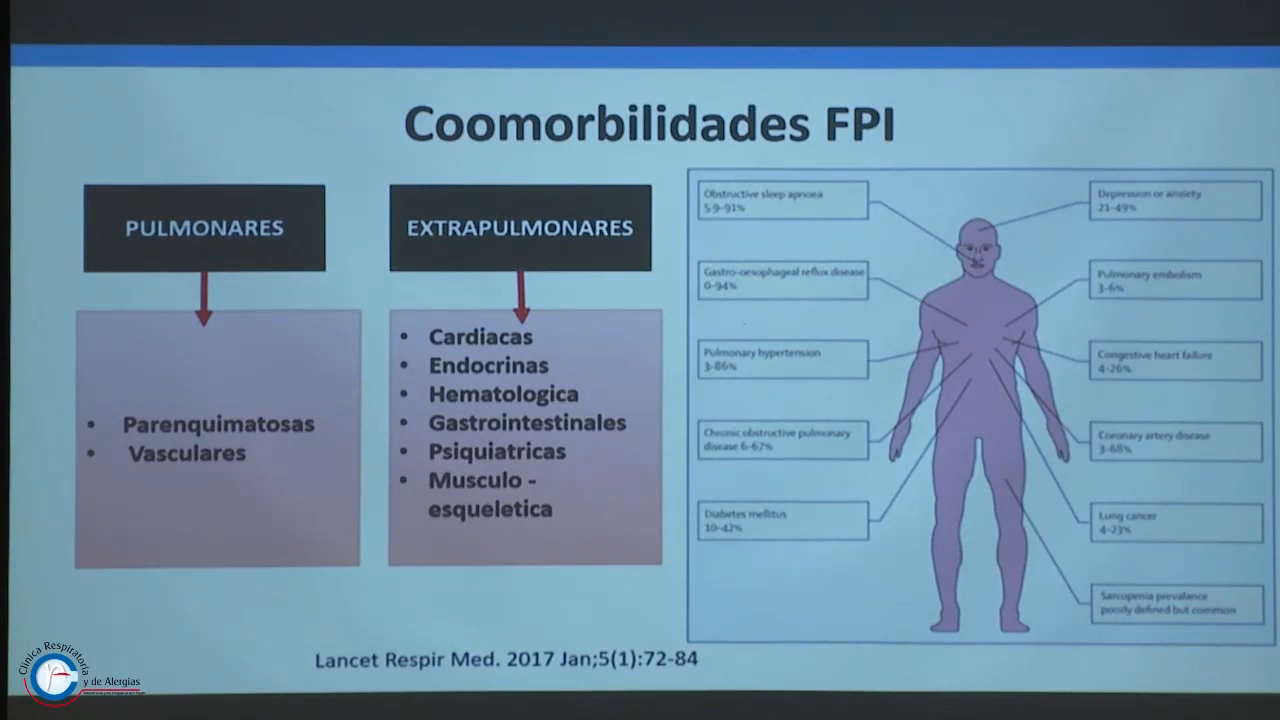 Coomorbilidades FPI
PULMONARES
• Parenquimatosas
• Vasculares
EXTRAPULMONARES
• Cardiacas
• Endocrinas
• Hematologica
• Gastrointestinales
• Psiquiatricas
• Musculo -
esqueletica
Obstructive sleep apnoea
5·9–91%
Gastro-oesophageal reflux disease
0–94%
Pulmonary hypertension
3–86%
Chronic obstructive pulmonary
disease 6–67%
Diabetes mellitus
10–42%
Depression or anxiety
21–49%
Pulmonary embolism
3–6%
Congestive heart failure
4–26%
Coronary artery disease
3–68%
Lung cancer
4–23%
Sarcopenia prevalance
poorly defined but common
Lancet Respir Med. 2017 Jan;5(1):72-84
Clínica Respiratoria
y de Alergias